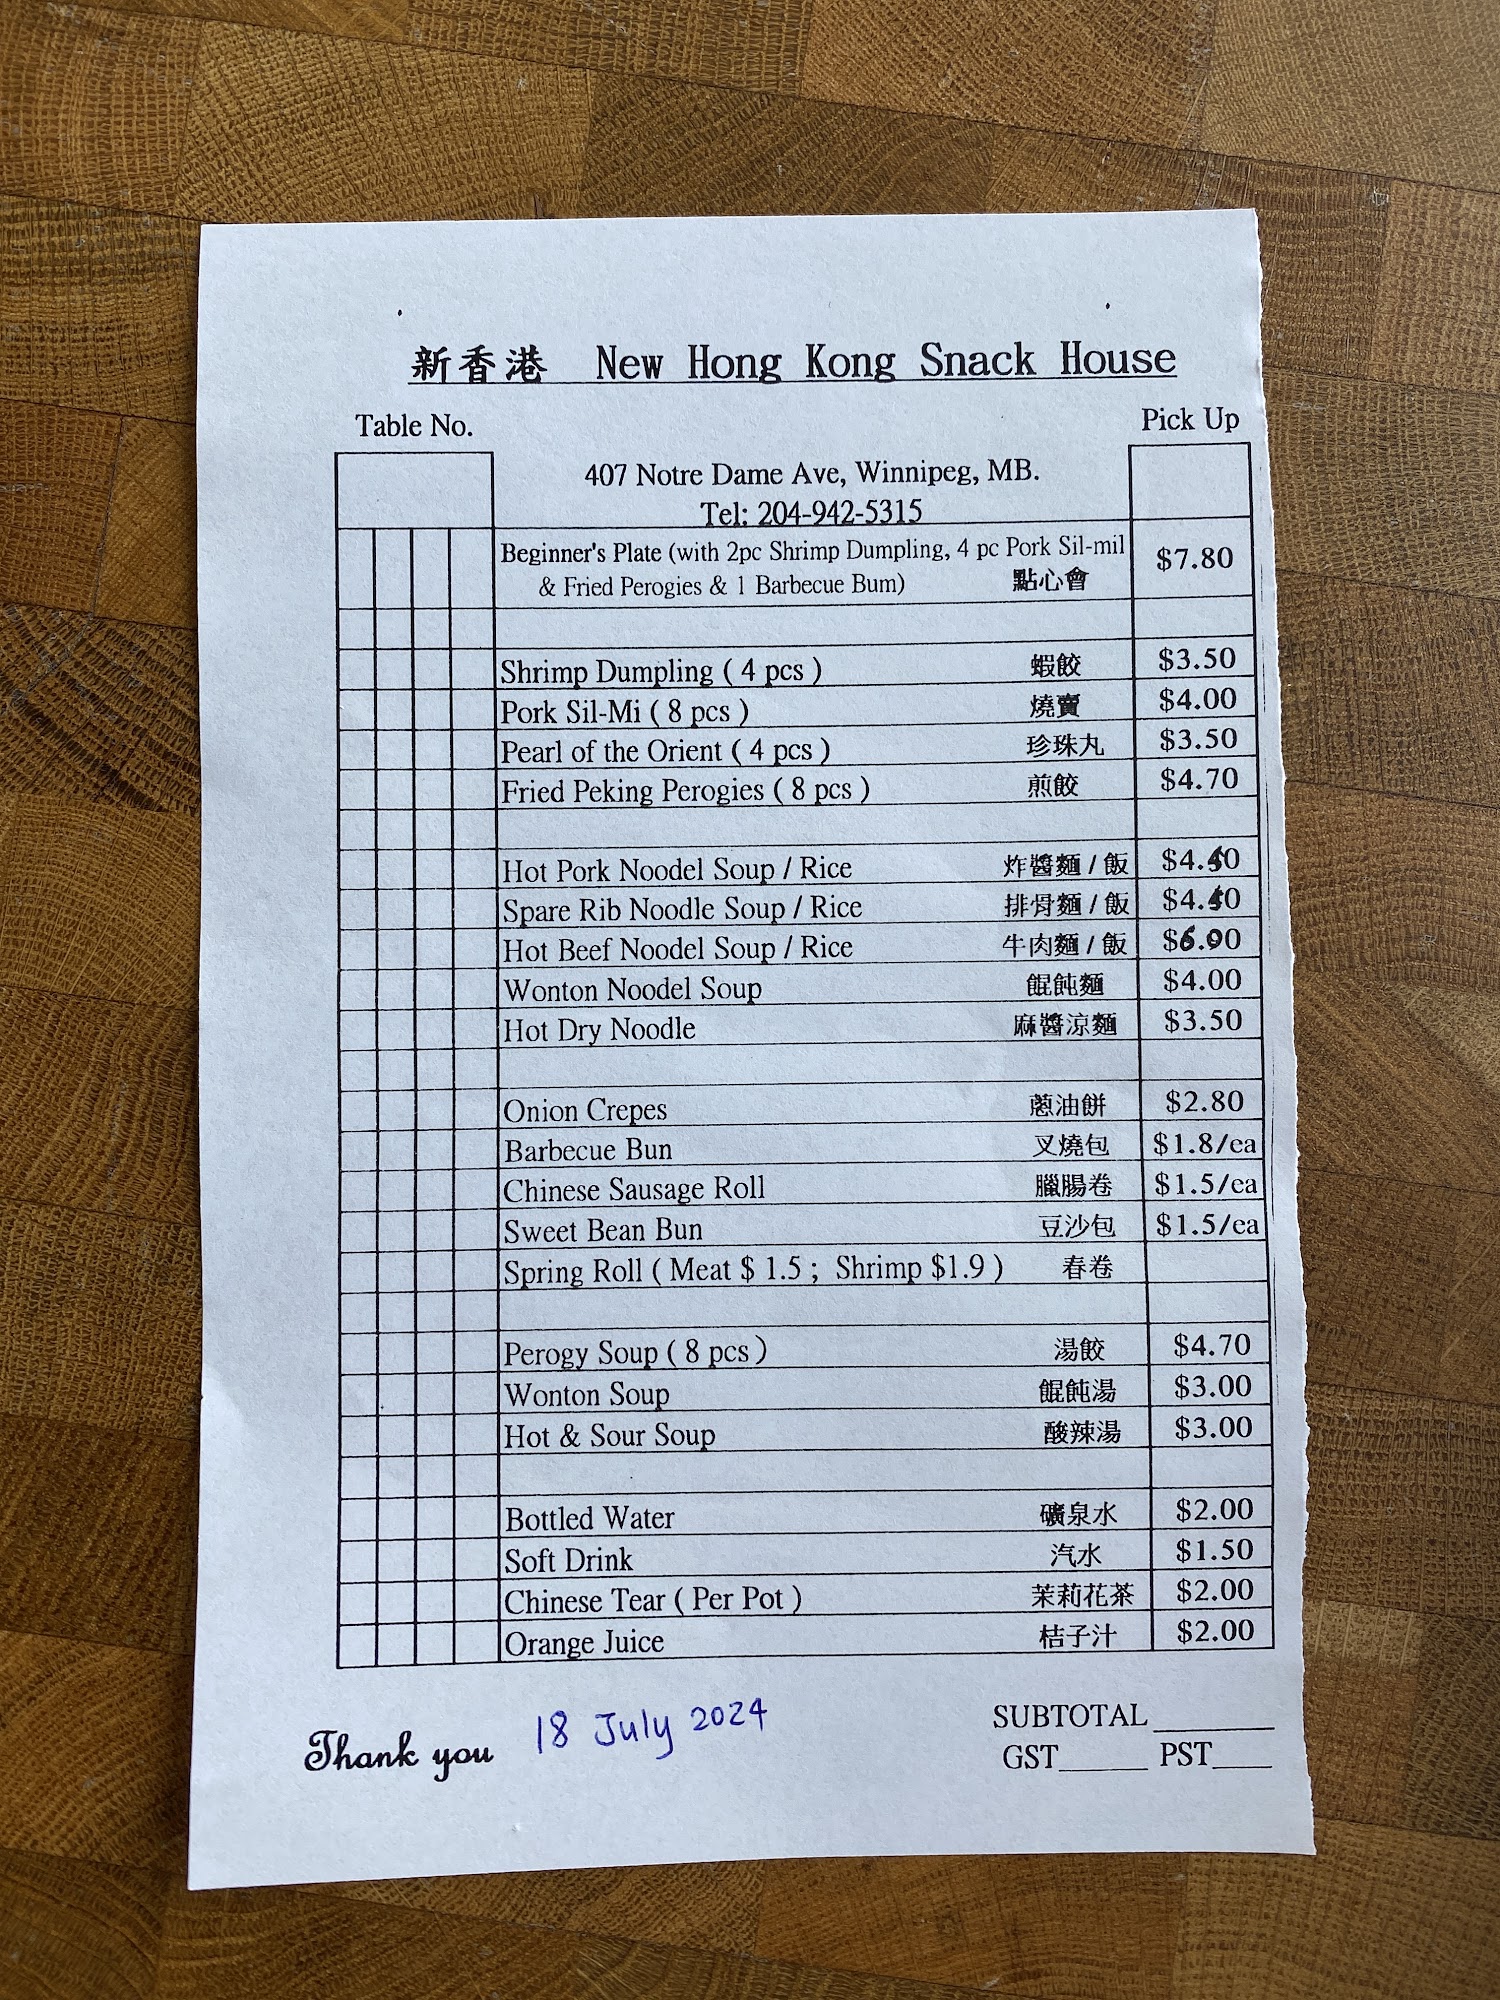 新香港 New Hong Kong Snack House
Table No.
Pick Up
407 Notre Dame Ave, Winnipeg, MB.
Tel: 204-942-5315
Beginner's Plate (with 2pc Shrimp Dumpling, 4 pc Pork Sil-mil
& Fried Perogies & 1 Barbecue Bum) 點心會 $7.80
Shrimp Dumpling ( 4 pcs ) 蝦餃 $3.50
Pork Sil-Mi ( 8 pcs ) 燒賣 $4.00
Pearl of the Orient ( 4 pcs ) 珍珠丸 $3.50
Fried Peking Perogies ( 8 pcs ) 煎餃 $4.70
Hot Pork Noodel Soup / Rice 炸醬麵 / 飯 $4.50
Spare Rib Noodle Soup / Rice 排骨麵 / 飯 $4.50
Hot Beef Noodel Soup / Rice 牛肉麵 / 飯 $6.00
Wonton Noodel Soup 餛飩麵 $4.00
Hot Dry Noodle 麻醬涼麵 $3.50
Onion Crepes 蔥油餅 $2.80
Barbecue Bun 叉燒包 $1.8/ea
Chinese Sausage Roll 臘腸卷 $1.5/ea
Sweet Bean Bun 豆沙包 $1.5/ea
Spring Roll ( Meat $ 1.5 ; Shrimp $1.9 ) 春卷
Perogy Soup ( 8 pcs ) 湯餃 $4.70
Wonton Soup 餛飩湯 $3.00
Hot & Sour Soup 酸辣湯 $3.00
Bottled Water 礦泉水 $2.00
Soft Drink 汽水 $1.50
Chinese Tear ( Per Pot ) 茉莉花茶 $2.00
Orange Juice 桔子汁 $2.00
Thank you 18 July 2024
SUBTOTAL
GST PST